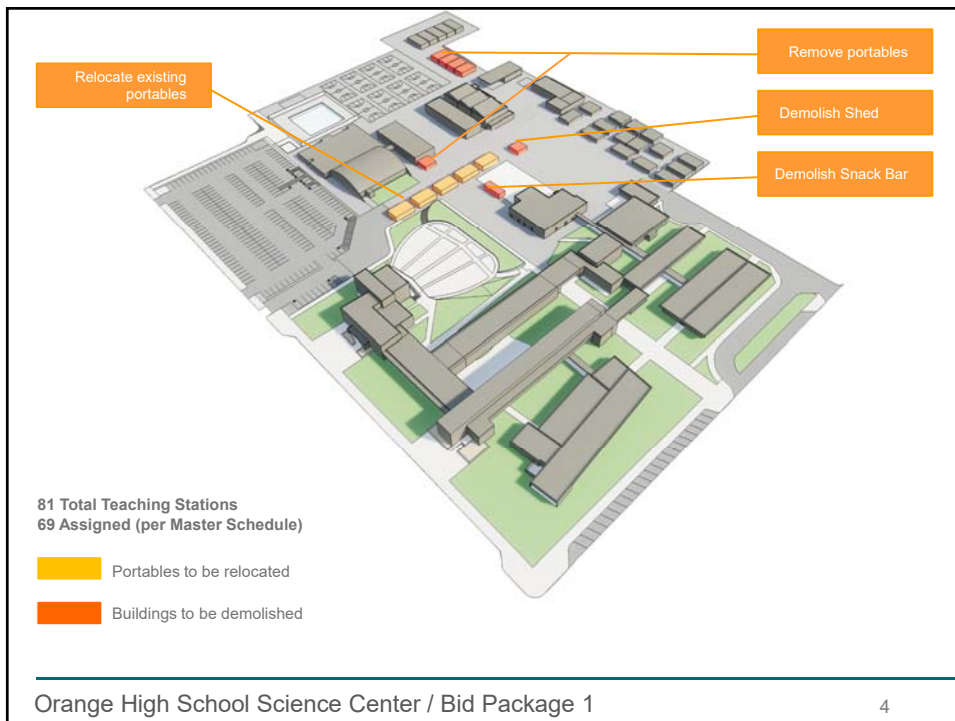 Relocate existing
portables
Remove portables
Demolish Shed
Demolish Snack Bar
81 Total Teaching Stations
69 Assigned (per Master Schedule)
Portables to be relocated
Buildings to be demolished
Orange High School Science Center / Bid Package 1
4